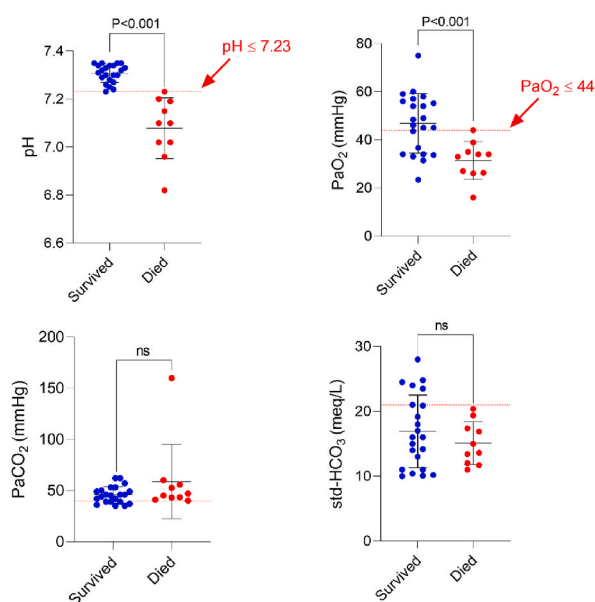 P<0.001
pH ≤ 7.23
7.4
7.2
7.0
6.8
6.6
pH
Survived
Died
P<0.001
PaO₂ ≤ 44
80
60
40
20
0
PaO₂ (mmHg)
Survived
Died
ns
200
150
100
50
0
PaCO₂ (mmHg)
Survived
Died
ns
30
20
10
0
std-HCO₃ (meq/L)
Survived
Died